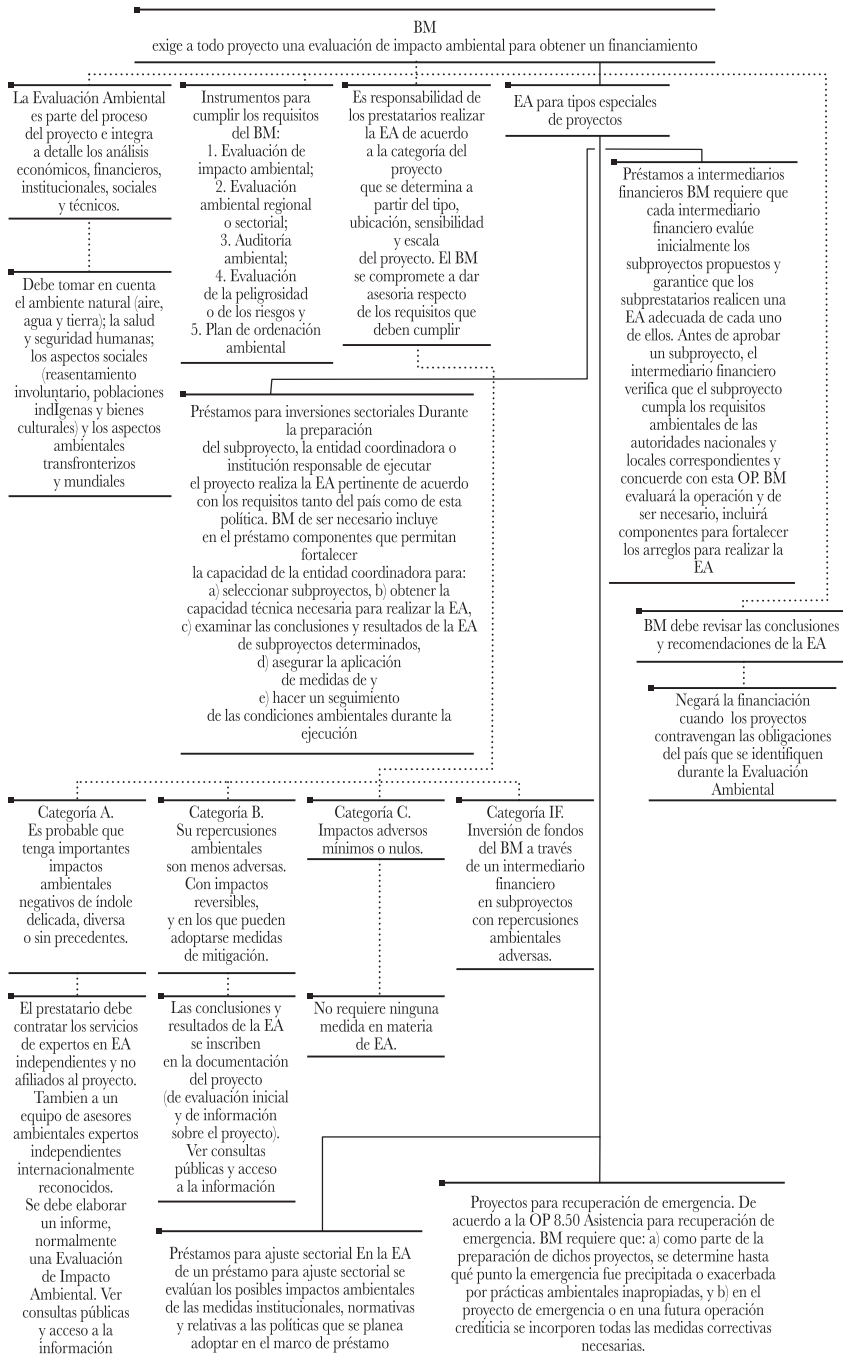 BM
exige a todo proyecto una evaluación de impacto ambiental para obtener un financiamiento
La Evaluación Ambiental
es parte del proceso
del proyecto e integra
a detalle los análisis
económicos, financieros,
institucionales, sociales
y técnicos.
Debe tomar en cuenta
el ambiente natural (aire,
agua y tierra); la salud
y seguridad humanas;
los aspectos sociales
(reasentamiento
involuntario, poblaciones
indÍgenas y bienes
culturales) y los aspectos
ambientales
transfronterizos
y mundiales
Instrumentos para
cumplir los requisitos
del BM:
1. Evaluación de
impacto ambiental;
2. Evaluación
ambiental regional
o sectorial;
3. Auditoría
ambiental;
4. Evaluación
de la peligrosidad
o de los riesgos y
5. Plan de ordenación
ambiental
Es responsabilidad de
los prestatarios realizar
la EA de acuerdo
a la categoría del
proyecto
que se determina a
partir del tipo,
ubicación, sensibilidad
y escala
del proyecto. El BM
se compromete a dar
asesoria respecto
de los requisitos que
deben cumplir
EA para tipos especiales
de proyectos
Préstamos a intermediarios
financieros BM requiere que
cada intermediario
financiero evalúe
inicialmente los
subproyectos propuestos y
garantice que los
subprestatarios realicen una
EA adecuada de cada uno
de ellos. Antes de aprobar
un subproyecto, el
intermediario financiero
verifica que el subproyecto
cumpla los requisitos
ambientales de las
autoridades nacionales y
locales correspondientes y
concuerde con esta OP. BM
evaluará la operación y de
ser necesario, incluirá
componentes para fortalecer
los arreglos para realizar la
EA
Préstamos para inversiones sectoriales Durante
la preparación
del subproyecto, la entidad coordinadora o
institución responsable de ejecutar
el proyecto realiza la EA pertinente de acuerdo
con los requisitos tanto del país como de esta
política. BM de ser necesario incluye
en el préstamo componentes que permitan
fortalecer
la capacidad de la entidad coordinadora para:
a) seleccionar subproyectos, b) obtener la
capacidad técnica necesaria para realizar la EA,
c) examinar las conclusiones y resultados de la EA
de subproyectos determinados,
d) asegurar la aplicación
de medidas de y
e) hacer un seguimiento
de las condiciones ambientales durante la
ejecución
BM debe revisar las conclusiones
y recomendaciones de la EA
Negará la financiación
cuando los proyectos
contravengan las obligaciones
del país que se identifiquen
durante la Evaluación
Ambiental
Categoría A.
Es probable que
tenga importantes
impactos
ambientales
negativos de índole
delicada, diversa
o sin precedentes.
El prestatario debe
contratar los servicios
de expertos en EA
independientes y no
afiliados al proyecto.
Tambien a un
equipo de asesores
ambientales expertos
independientes
internacionalmente
reconocidos.
Se debe elaborar
un informe,
normalmente
una Evaluación
de Impacto
Ambiental. Ver
consultas públicas
y acceso a la
información
Categoría B.
Su repercusiones
ambientales
son menos adversas.
Con impactos
reversibles,
y en los que pueden
adoptarse medidas
de mitigación.
Las conclusiones y
resultados de la EA
se inscriben
en la documentación
del proyecto
(de evaluación inicial
y de información
sobre el proyecto).
Ver consultas
públicas y acceso
a la información
Categoría C.
Impactos adversos
mínimos o nulos.
No requiere ninguna
medida en materia
de EA.
Categoría IF.
Inversión de fondos
del BM a través
de un intermediario
financiero
en subproyectos
con repercusiones
ambientales
adversas.
Préstamos para ajuste sectorial En la EA
de un préstamo para ajuste sectorial se
evalúan los posibles impactos ambientales
de las medidas institucionales, normativas
y relativas a las políticas que se planea
adoptar en el marco de préstamo
Proyectos para recuperación de emergencia. De
acuerdo a la OP 8.50 Asistencia para recuperación de
emergencia. BM requiere que: a) como parte de la
preparación de dichos proyectos, se determine hasta
qué punto la emergencia fue precipitada o exacerbada
por prácticas ambientales inapropiadas, y b) en el
proyecto de emergencia o en una futura operación
crediticia se incorporen todas las medidas correctivas
necesarias.